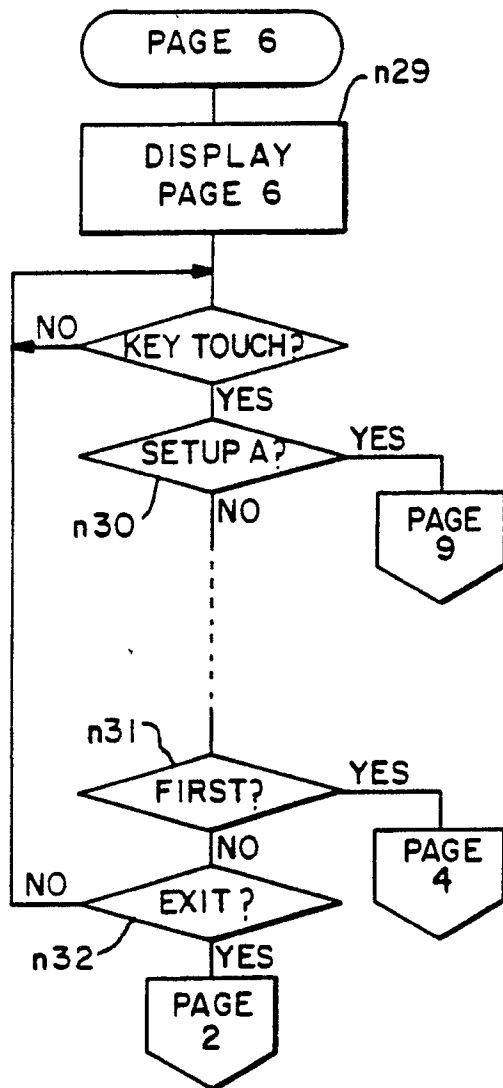 PAGE 6
n29
DISPLAY
PAGE 6
NO
KEY TOUCH?
YES
SETUP A?
YES
n30
NO
PAGE
9
n31
FIRST?
YES
NO
PAGE
4
NO
EXIT?
n32
YES
PAGE
2